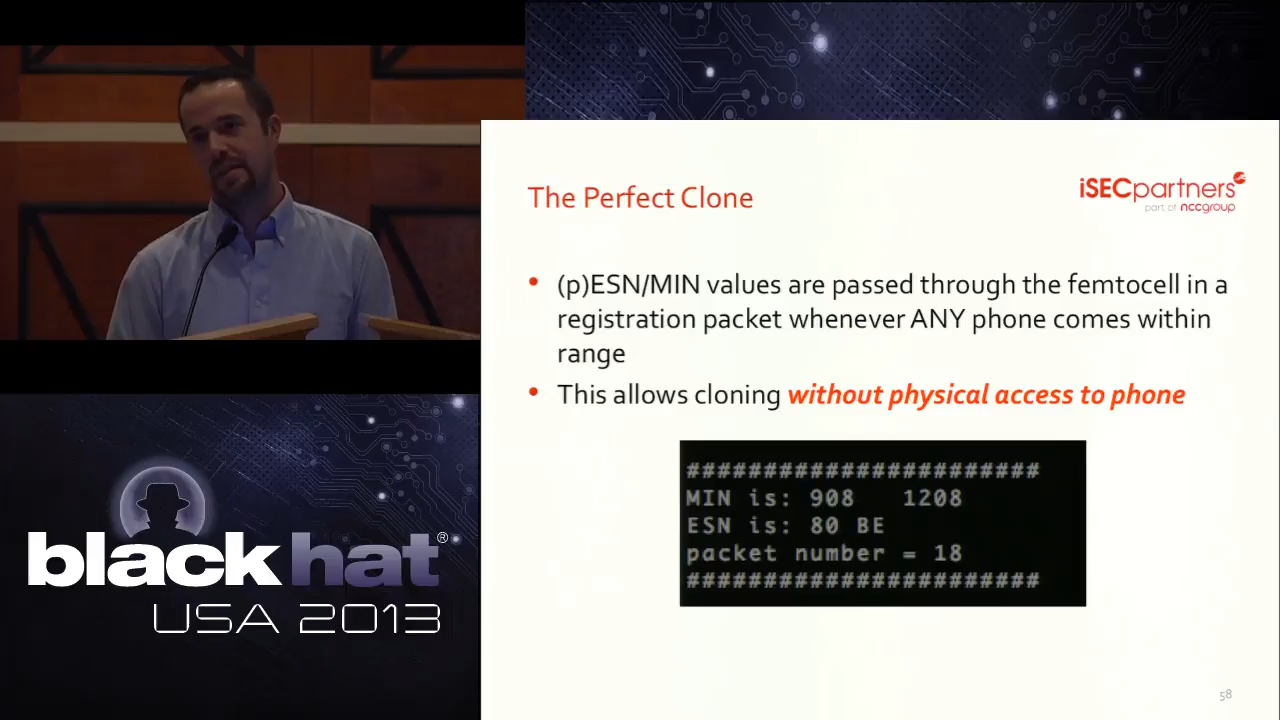 The Perfect Clone
iSECpartners
part of nccgroup
• (p)ESN/MIN values are passed through the femtocell in a
registration packet whenever ANY phone comes within
range
• This allows cloning without physical access to phone
#######################
MIN is: 908 1208
ESN is: 80 BE
packet number = 18
#######################
black hat®
USA 2013
58